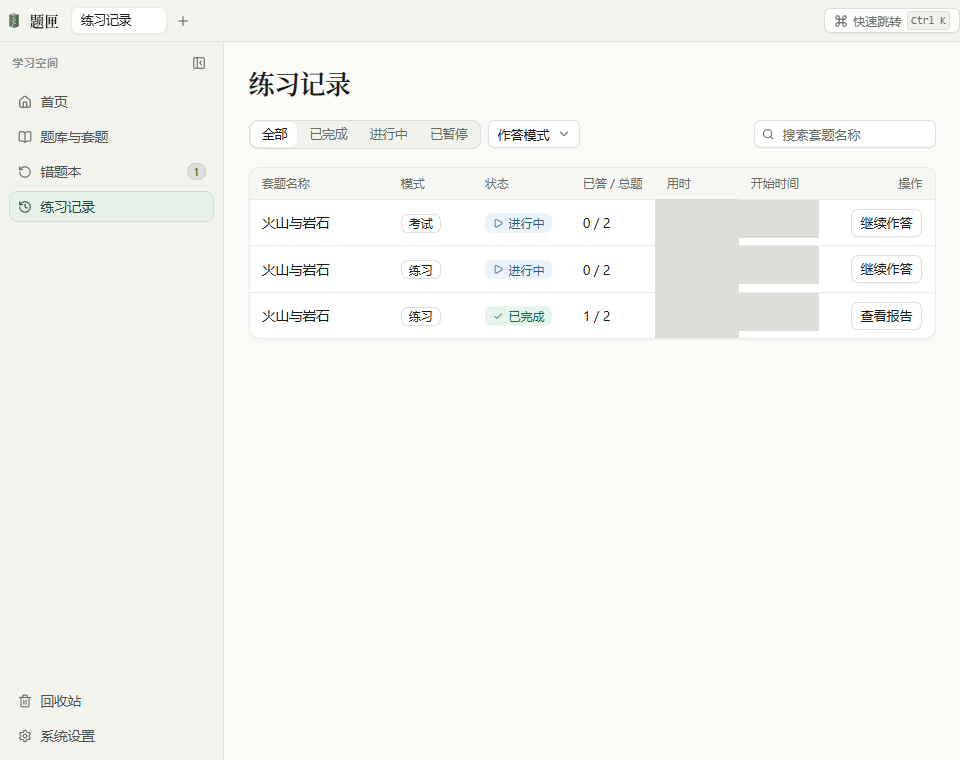 题匣 练习记录 快速跳转 Ctrl K
学习空间
首页
题库与套题
错题本 1
练习记录
回收站
系统设置
练习记录
全部 已完成 进行中 已暂停 作答模式 搜索套题名称
套题名称 模式 状态 已答 / 总题 用时 开始时间 操作
火山与岩石 考试 进行中 0 / 2 继续作答
火山与岩石 练习 进行中 0 / 2 继续作答
火山与岩石 练习 已完成 1 / 2 查看报告